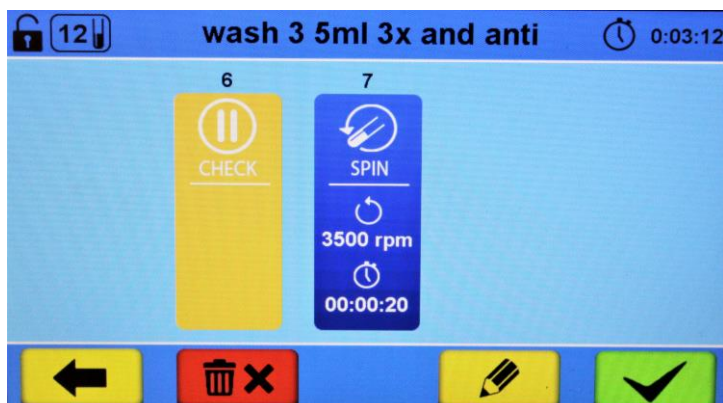 12 wash 3 5ml 3x and anti 0:03:12
6 7
CHECK SPIN
3500 rpm
00:00:20